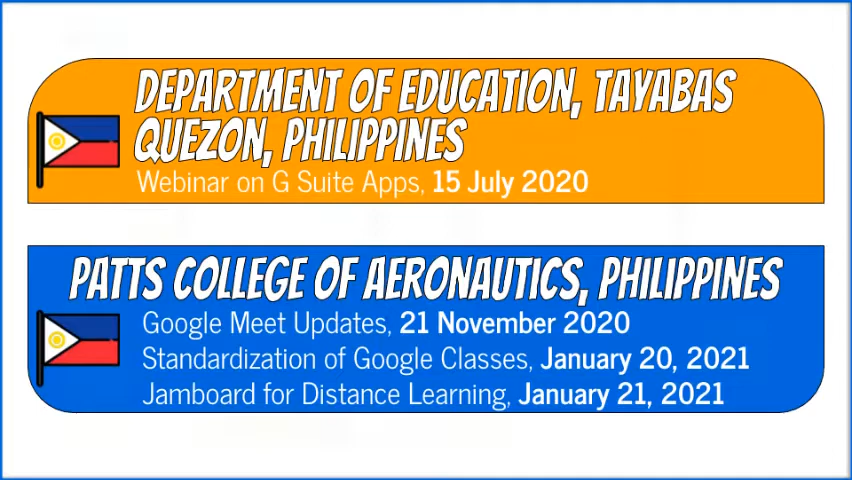 DEPARTMENT OF EDUCATION, TAYABAS
QUEZON, PHILIPPINES
Webinar on G Suite Apps, 15 July 2020
PATTS COLLEGE OF AERONAUTICS, PHILIPPINES
Google Meet Updates, 21 November 2020
Standardization of Google Classes, January 20, 2021
Jamboard for Distance Learning, January 21, 2021